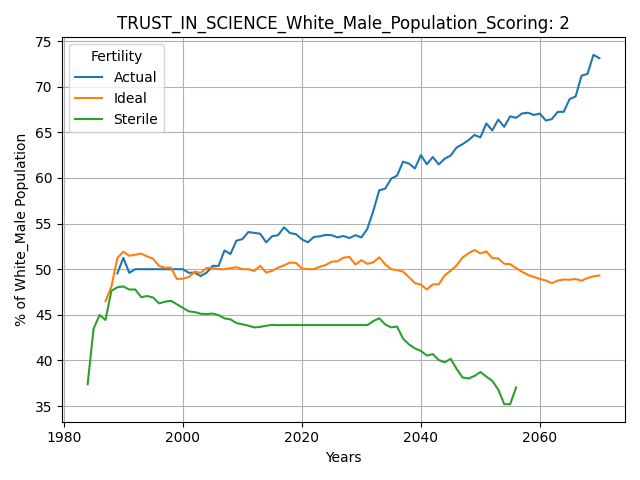 TRUST_IN_SCIENCE_White_Male_Population_Scoring: 2
% of White_Male Population
75
70
65
60
55
50
45
40
35
Fertility
Actual
Ideal
Sterile
1980
2000
2020
2040
2060
Years